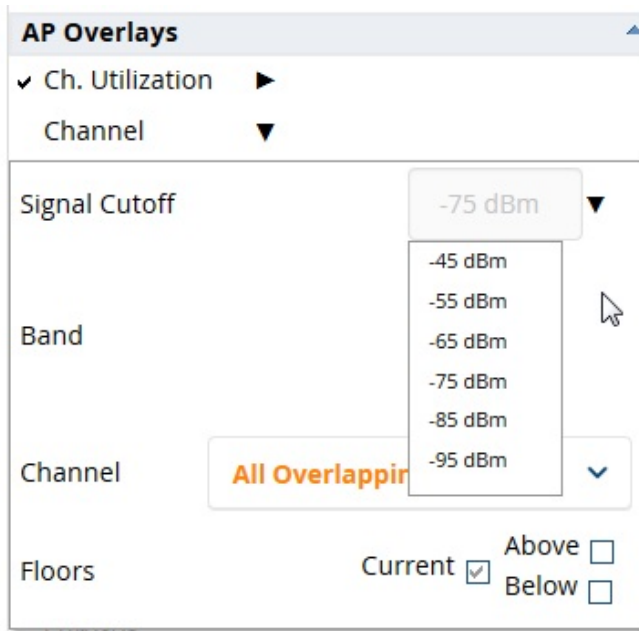 AP Overlays
Ch. Utilization
Channel
Signal Cutoff
-75 dBm
-45 dBm
-55 dBm
-65 dBm
-75 dBm
-85 dBm
-95 dBm
Band
Channel
All Overlappin
Floors
Current
Above
Below